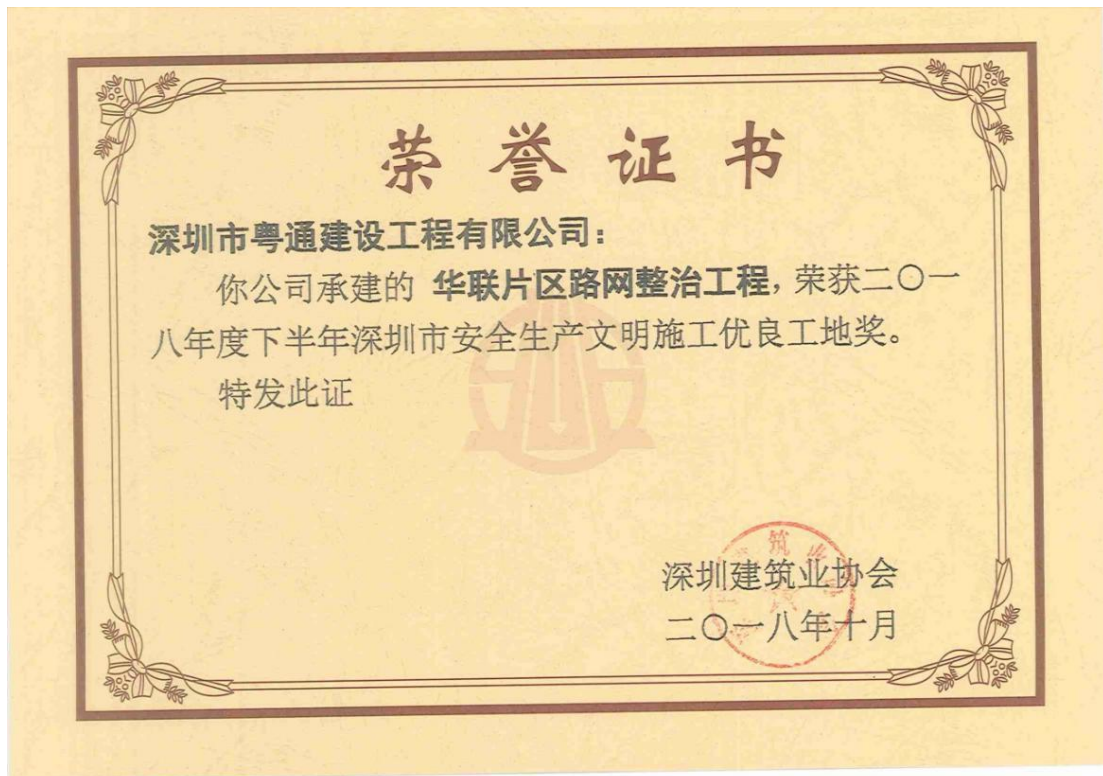 荣誉证书
深圳市粤通建设工程有限公司：
你公司承建的 华联片区路网整治工程，荣获二〇一
八年度下半年深圳市安全生产文明施工优良工地奖。
特发此证
深圳建筑业协会
二〇一八年十月